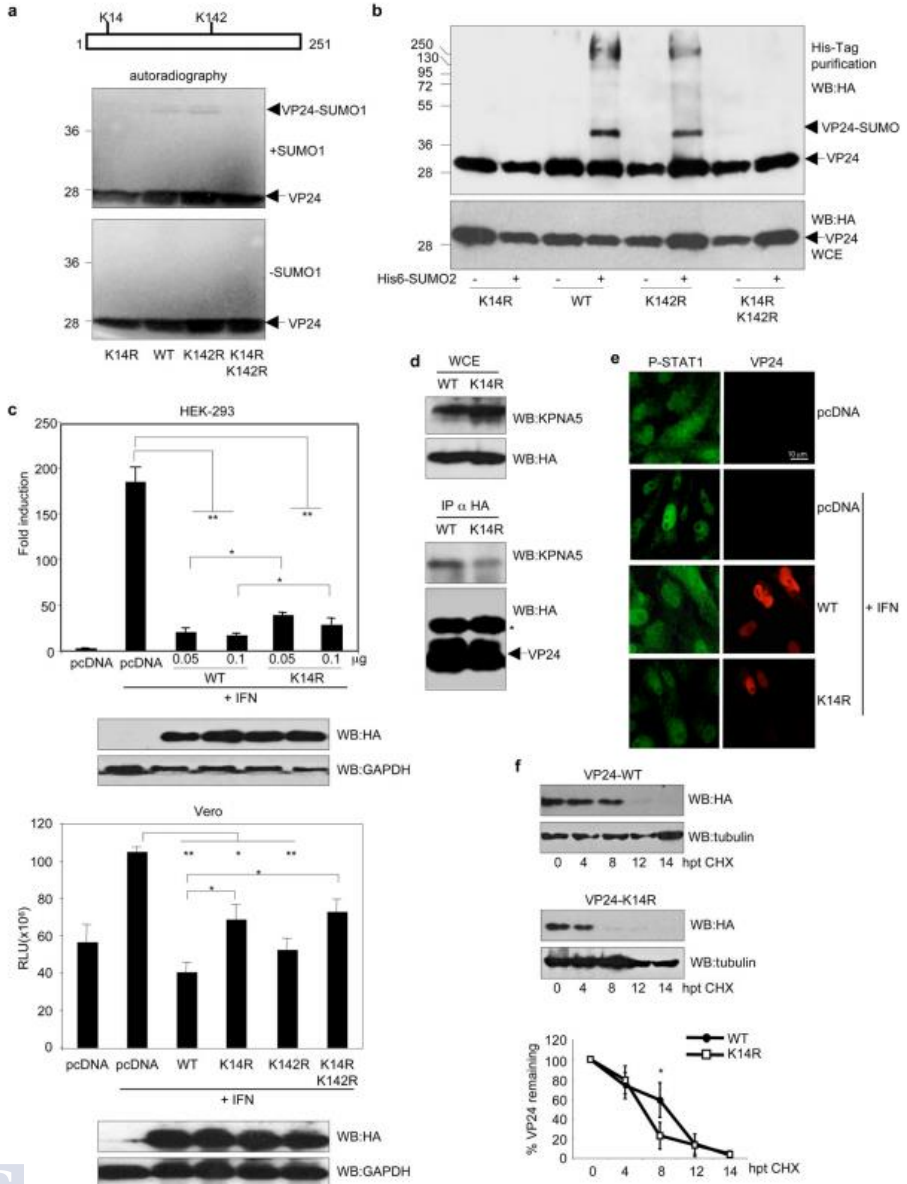 a
K14 K142
1 251
autoradiography
VP24-SUMO1
36
+SUMO1
28
VP24
36
-SUMO1
28
VP24
K14R WT K142R K14R
K142R
b
250
130
95
72
55
36
28
His-Tag
purification
WB:HA
VP24-SUMO
VP24
WB:HA
VP24
WCE
28
His6-SUMO2 - + - + - + - +
K14R WT K142R K14R
K142R
c
HEK-293
Fold induction
250
200
150
100
50
0
**
**
*
*
pcDNA pcDNA 0.05 0.1 0.05 0.1 µg
WT K14R
+ IFN
WB:HA
WB:GAPDH
Vero
RLU(x10⁶)
120
100
80
60
40
20
0
** * **
*
*
pcDNA pcDNA WT K14R K142R K14R
K142R
+ IFN
WB:HA
WB:GAPDH
d
WCE
WT K14R
WB:KPNA5
WB:HA
IP α HA
WT K14R
WB:KPNA5
WB:HA
*
VP24
e
P-STAT1 VP24
pcDNA
10 µm
pcDNA
WT
+ IFN
K14R
f
VP24-WT
WB:HA
WB:tubulin
0 4 8 12 14 hpt CHX
VP24-K14R
WB:HA
WB:tubulin
0 4 8 12 14 hpt CHX
% VP24 remaining
120
100
80
60
40
20
0
WT
K14R
*
0 4 8 12 14 hpt CHX